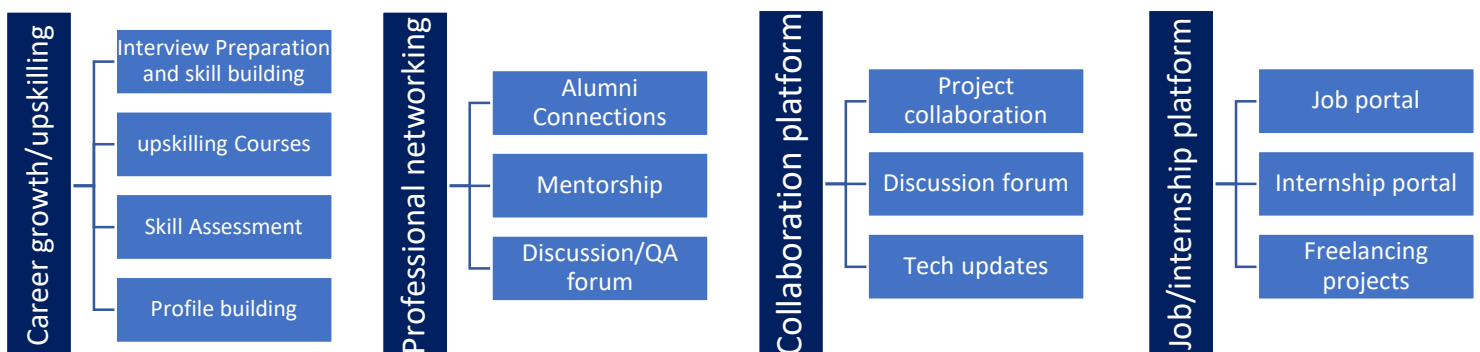 Career growth/upskilling
Interview Preparation
and skill building
upskilling Courses
Skill Assessment
Profile building
Professional networking
Alumni
Connections
Mentorship
Discussion/QA
forum
Collaboration platform
Project
collaboration
Discussion forum
Tech updates
Job/internship platform
Job portal
Internship portal
Freelancing
projects